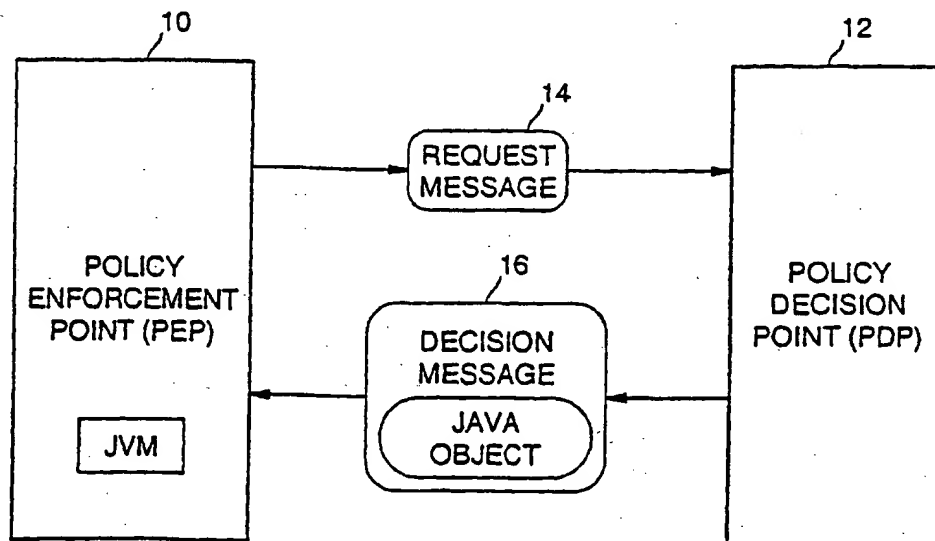 10
12
14
REQUEST
MESSAGE
POLICY
ENFORCEMENT
POINT (PEP)
JVM
16
DECISION
MESSAGE
JAVA
OBJECT
POLICY
DECISION
POINT (PDP)